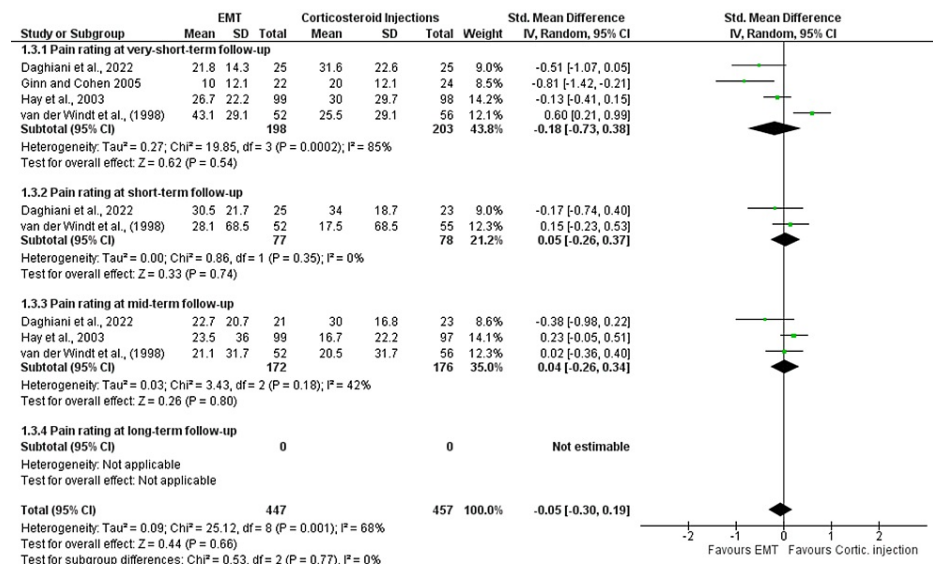 EMT Corticosteroid Injections Std. Mean Difference Std. Mean Difference
Study or Subgroup Mean SD Total Mean SD Total Weight IV, Random, 95% CI IV, Random, 95% CI
1.3.1 Pain rating at very-short-term follow-up
Daghiani et al., 2022 21.8 14.3 25 31.6 22.6 25 9.0% -0.51 [-1.07, 0.05]
Ginn and Cohen 2005 10 12.1 22 20 12.1 24 8.5% -0.81 [-1.42, -0.21]
Hay et al., 2003 26.7 22.2 99 30 29.7 98 14.2% -0.13 [-0.41, 0.15]
van der Windt et al., (1998) 43.1 29.1 52 25.5 29.1 56 12.1% 0.60 [0.21, 0.99]
Subtotal (95% CI) 198 203 43.8% -0.18 [-0.73, 0.38]
Heterogeneity: Tau² = 0.27; Chi² = 19.85, df = 3 (P = 0.0002); I² = 85%
Test for overall effect: Z = 0.62 (P = 0.54)
1.3.2 Pain rating at short-term follow-up
Daghiani et al., 2022 30.5 21.7 25 34 18.7 23 9.0% -0.17 [-0.74, 0.40]
van der Windt et al., (1998) 28.1 68.5 52 17.5 68.5 55 12.3% 0.15 [-0.23, 0.53]
Subtotal (95% CI) 77 78 21.2% 0.05 [-0.26, 0.37]
Heterogeneity: Tau² = 0.00; Chi² = 0.86, df = 1 (P = 0.35); I² = 0%
Test for overall effect: Z = 0.33 (P = 0.74)
1.3.3 Pain rating at mid-term follow-up
Daghiani et al., 2022 22.7 20.7 21 30 16.8 23 8.6% -0.38 [-0.98, 0.22]
Hay et al., 2003 23.5 36 99 16.7 22.2 97 14.1% 0.23 [-0.05, 0.51]
van der Windt et al., (1998) 21.1 31.7 52 20.5 31.7 56 12.3% 0.02 [-0.36, 0.40]
Subtotal (95% CI) 172 176 35.0% 0.04 [-0.26, 0.34]
Heterogeneity: Tau² = 0.03; Chi² = 3.43, df = 2 (P = 0.18); I² = 42%
Test for overall effect: Z = 0.26 (P = 0.80)
1.3.4 Pain rating at long-term follow-up
Subtotal (95% CI) 0 0 Not estimable
Heterogeneity: Not applicable
Test for overall effect: Not applicable
Total (95% CI) 447 457 100.0% -0.05 [-0.30, 0.19]
Heterogeneity: Tau² = 0.09; Chi² = 25.12, df = 8 (P = 0.001); I² = 68%
Test for overall effect: Z = 0.44 (P = 0.66)
Test for subgroup differences: Chi² = 0.53, df = 2 (P = 0.77), I² = 0%
-2 -1 0 1 2
Favours EMT Favours Cortic. injection